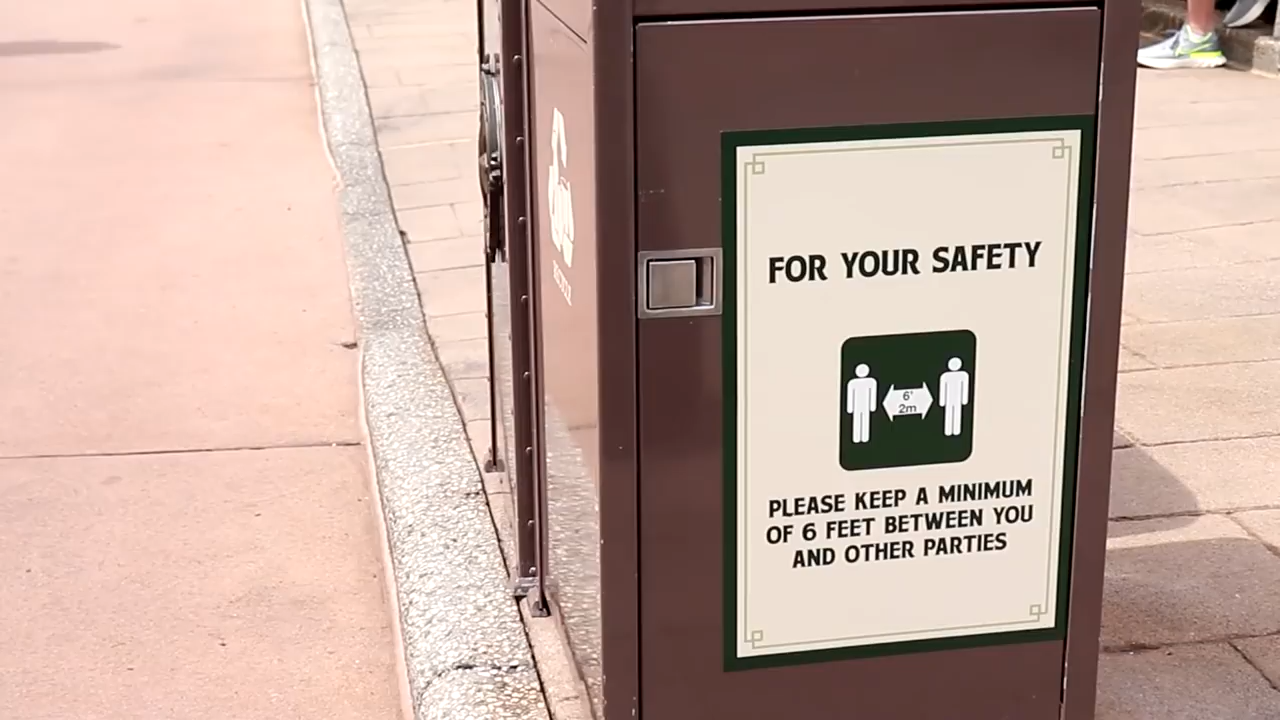 FOR YOUR SAFETY
6'
2m
PLEASE KEEP A MINIMUM
OF 6 FEET BETWEEN YOU
AND OTHER PARTIES